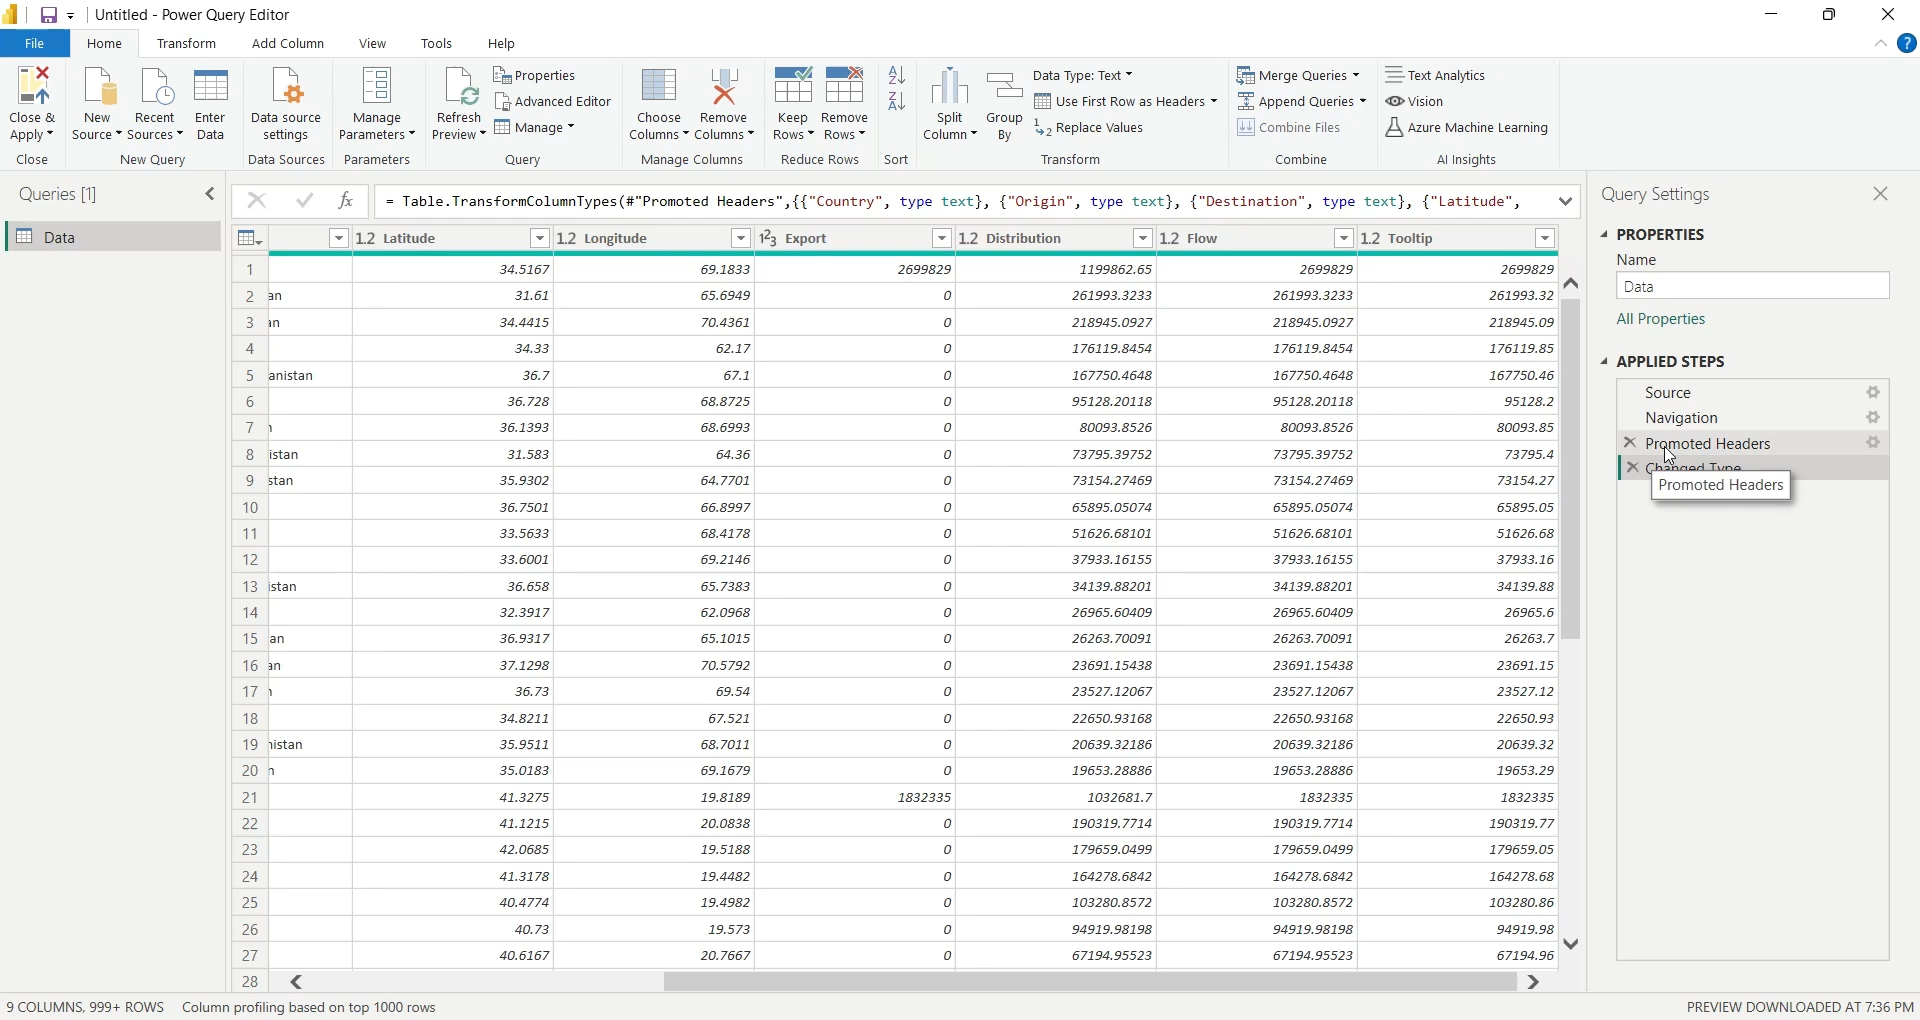 Untitled - Power Query Editor
File Home Transform Add Column View Tools Help
Close & Apply
New Source
Recent Sources
Enter Data
Data source settings
Manage Parameters
Refresh Preview
Properties
Advanced Editor
Manage
Choose Columns
Remove Columns
Keep Rows
Remove Rows
Split Column
Group By
Data Type: Text
Use First Row as Headers
Replace Values
Merge Queries
Append Queries
Combine Files
Text Analytics
Vision
Azure Machine Learning
Close New Query Data Sources Parameters Query Manage Columns Reduce Rows Sort Transform Combine AI Insights
Queries [1]
Data
fx = Table.TransformColumnTypes(#"Promoted Headers",{{"Country", type text}, {"Origin", type text}, {"Destination", type text}, {"Latitude",
1.2 Latitude 1.2 Longitude 123 Export 1.2 Distribution 1.2 Flow 1.2 Tooltip
1 34.5167 69.1833 2699829 1199862.65 2699829 2699829
2 an 31.61 65.6949 0 261993.3233 261993.3233 261993.32
3 an 34.4415 70.4361 0 218945.0927 218945.0927 218945.09
4 34.33 62.17 0 176119.8454 176119.8454 176119.85
5 anistan 36.7 67.1 0 167750.4648 167750.4648 167750.46
6 36.728 68.8725 0 95128.20118 95128.20118 95128.2
7 36.1393 68.6993 0 80093.8526 80093.8526 80093.85
8 istan 31.583 64.36 0 73795.39752 73795.39752 73795.4
9 stan 35.9302 64.7701 0 73154.27469 73154.27469 73154.27
10 36.7501 66.8997 0 65895.05074 65895.05074 65895.05
11 33.5633 68.4178 0 51626.68101 51626.68101 51626.68
12 33.6001 69.2146 0 37933.16155 37933.16155 37933.16
13 istan 36.658 65.7383 0 34139.88201 34139.88201 34139.88
14 32.3917 62.0968 0 26965.60409 26965.60409 26965.6
15 an 36.9317 65.1015 0 26263.70091 26263.70091 26263.7
16 an 37.1298 70.5792 0 23691.15438 23691.15438 23691.15
17 36.73 69.54 0 23527.12067 23527.12067 23527.12
18 34.8211 67.521 0 22650.93168 22650.93168 22650.93
19 nistan 35.9511 68.7011 0 20639.32186 20639.32186 20639.32
20 n 35.0183 69.1679 0 19653.28886 19653.28886 19653.29
21 41.3275 19.8189 1832335 1032681.7 1832335 1832335
22 41.1215 20.0838 0 190319.7714 190319.7714 190319.77
23 42.0685 19.5188 0 179659.0499 179659.0499 179659.05
24 41.3178 19.4482 0 164278.6842 164278.6842 164278.68
25 40.4774 19.4982 0 103280.8572 103280.8572 103280.86
26 40.73 19.573 0 94919.98198 94919.98198 94919.98
27 40.6167 20.7667 0 67194.95523 67194.95523 67194.96
28
Query Settings
PROPERTIES
Name
Data
All Properties
APPLIED STEPS
Source
Navigation
Promoted Headers
Changed Type
Promoted Headers
9 COLUMNS, 999+ ROWS Column profiling based on top 1000 rows
PREVIEW DOWNLOADED AT 7:36 PM